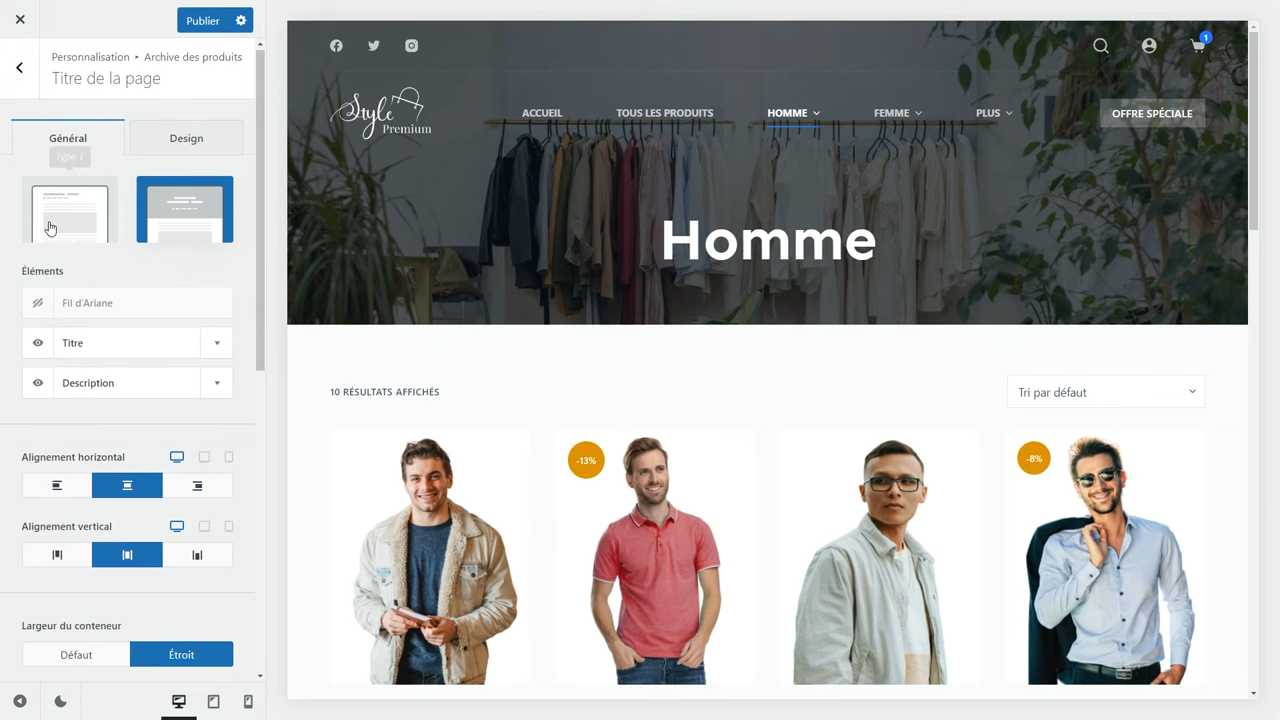 Publier
Personnalisation ‣ Archive des produits
Titre de la page
Général
Design
Type 1
Éléments
Fil d'Ariane
Titre
Description
Alignement horizontal
Alignement vertical
Largeur du conteneur
Défaut
Étroit
1
Style
Premium
ACCUEIL
TOUS LES PRODUITS
HOMME
FEMME
PLUS
OFFRE SPÉCIALE
Homme
10 RÉSULTATS AFFICHÉS
Tri par défaut
-13%
-8%